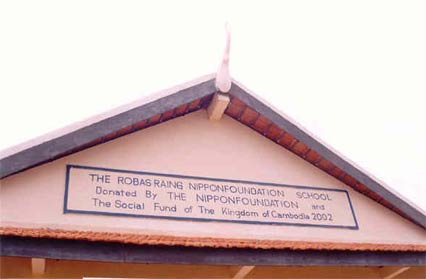 THE ROBAS RAING NIPPONFOUNDATION SCHOOL
Donated By THE NIPPONFOUNDATION and
The Social Fund of The Kingdom of Cambodia 2002